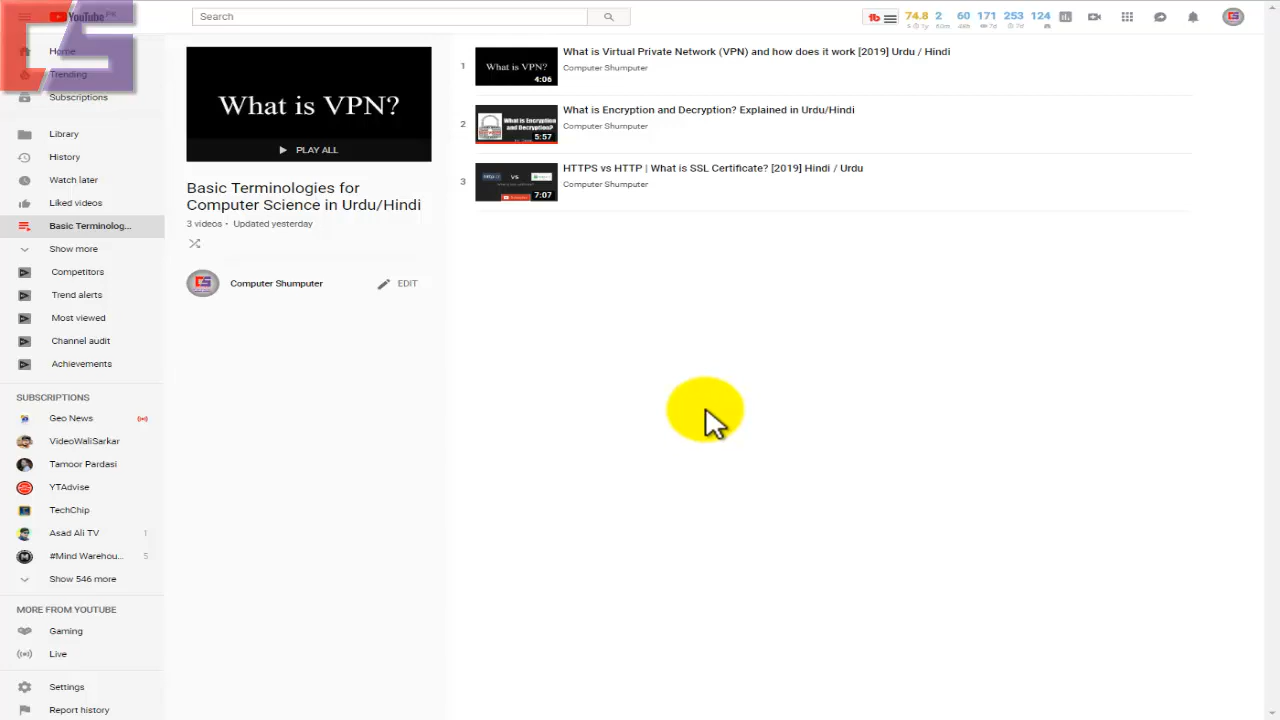 YouTube PK
Search
74.8 2 60 171 253 124
Home
Trending
Subscriptions
Library
History
Watch later
Liked videos
Basic Terminolog...
Show more
Competitors
Trend alerts
Most viewed
Channel audit
Achievements
SUBSCRIPTIONS
Geo News
VideoWaliSarkar
Tamoor Pardasi
YTAdvise
TechChip
Asad Ali TV 1
#Mind Warehou... 5
Show 546 more
MORE FROM YOUTUBE
Gaming
Live
Settings
Report history
What is VPN?
PLAY ALL
Basic Terminologies for
Computer Science in Urdu/Hindi
3 videos • Updated yesterday
Computer Shumputer EDIT
1
What is VPN?
4:06
What is Virtual Private Network (VPN) and how does it work [2019] Urdu / Hindi
Computer Shumputer
2
What is Encryption
and Decryption?
5:57
What is Encryption and Decryption? Explained in Urdu/Hindi
Computer Shumputer
3
VS
7:07
HTTPS vs HTTP | What is SSL Certificate? [2019] Hindi / Urdu
Computer Shumputer